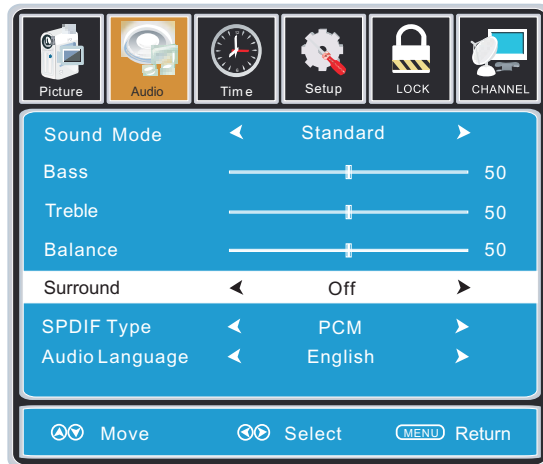 Picture Audio Time Setup LOCK CHANNEL
Sound Mode Standard
Bass 50
Treble 50
Balance 50
Surround Off
SPDIF Type PCM
Audio Language English
Move Select MENU Return